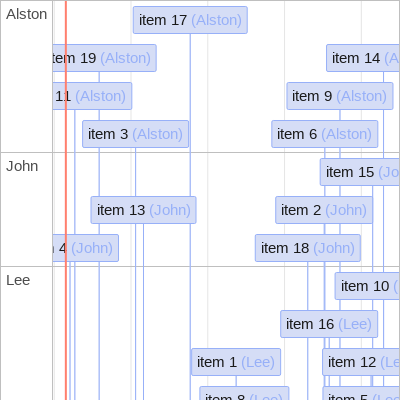 Alston
item 17 (Alston)
item 19 (Alston)
item 14 (A
11 (Alston)
item 9 (Alston)
item 3 (Alston)
item 6 (Alston)
John
item 15 (Jo
item 13 (John)
item 2 (John)
4 (John)
item 18 (John)
Lee
item 10 (
item 16 (Lee)
item 1 (Lee)
item 12 (Le
item 8 (Lee)
item 5 (Lee